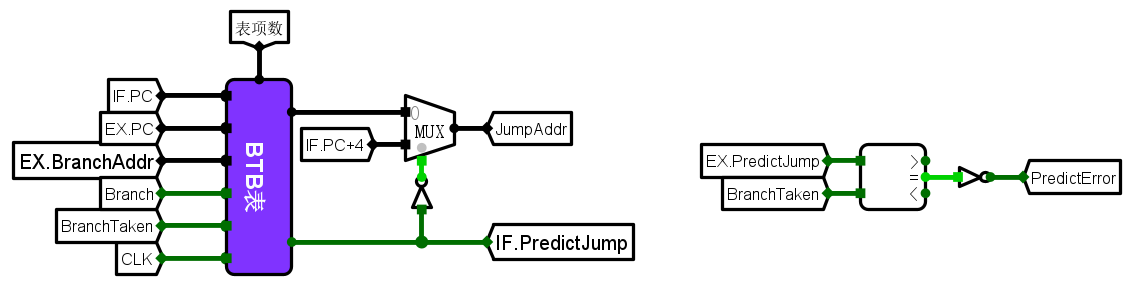 表项数
IF.PC
EX.PC
EX.BranchAddr
Branch
BranchTaken
CLK
BTB表
0
MUX
IF.PC+4
JumpAddr
IF.PredictJump
EX.PredictJump
BranchTaken
>
=
<
PredictError